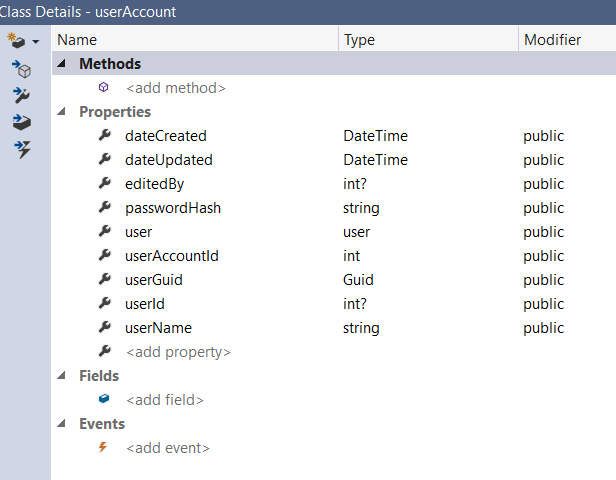 Class Details - userAccount
Name Type Modifier
Methods
<add method>
Properties
dateCreated DateTime public
dateUpdated DateTime public
editedBy int? public
passwordHash string public
user user public
userAccountId int public
userGuid Guid public
userId int? public
userName string public
<add property>
Fields
<add field>
Events
<add event>